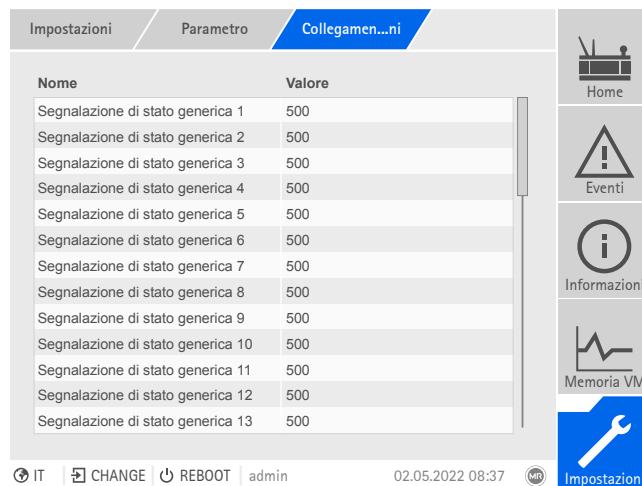 Impostazioni Parametro Collegamen...ni
Nome Valore
Segnalazione di stato generica 1 500
Segnalazione di stato generica 2 500
Segnalazione di stato generica 3 500
Segnalazione di stato generica 4 500
Segnalazione di stato generica 5 500
Segnalazione di stato generica 6 500
Segnalazione di stato generica 7 500
Segnalazione di stato generica 8 500
Segnalazione di stato generica 9 500
Segnalazione di stato generica 10 500
Segnalazione di stato generica 11 500
Segnalazione di stato generica 12 500
Segnalazione di stato generica 13 500
IT CHANGE REBOOT admin 02.05.2022 08:37 MR
Home
Eventi
Informazion
Memoria VM
Impostazion